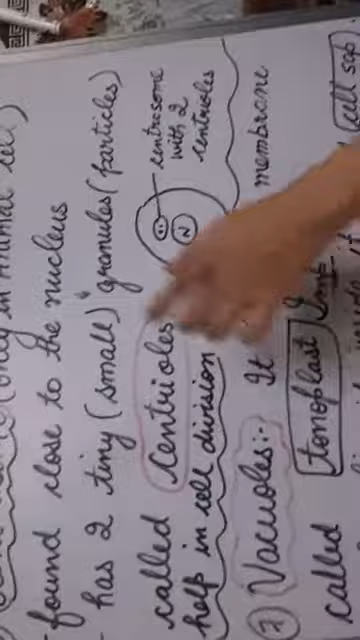 (only in Animal cell)
- found close to the nucleus
- has 2 tiny (small) granules (particles)
called Centrioles
help in cell division
centrosome
with 2
centrioles
N
7) Vacuoles:- It membrane
called tonoplast Imp
cell sap